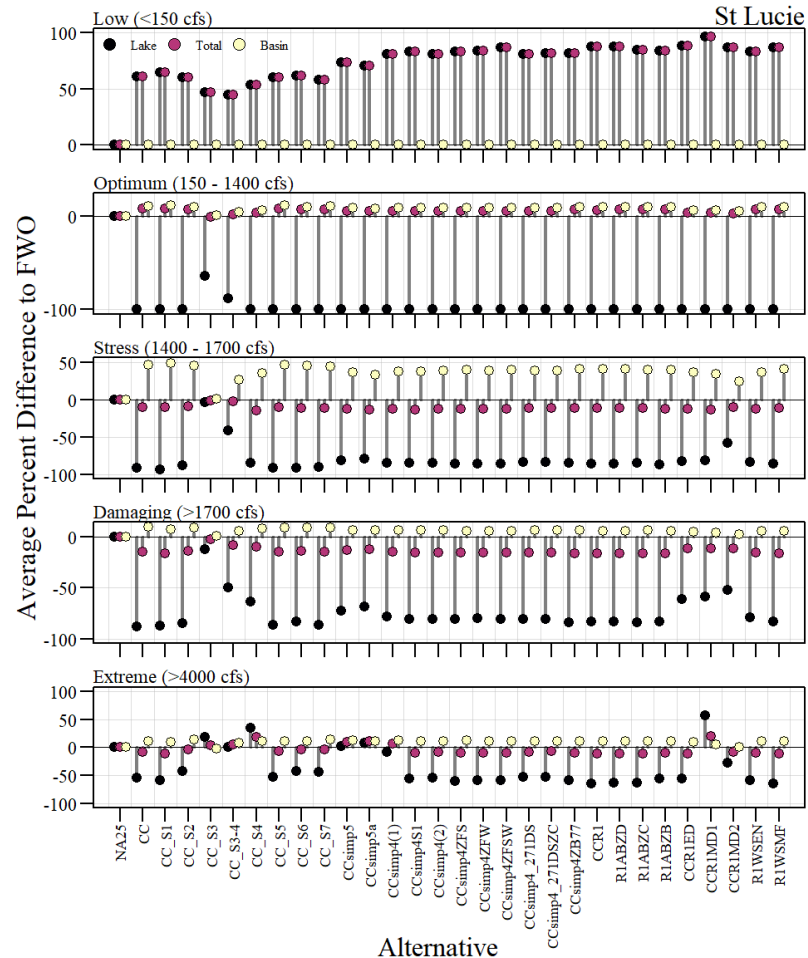 St Lucie
Low (<150 cfs)
Lake Total Basin
100
50
0
Optimum (150 - 1400 cfs)
0
-100
Stress (1400 - 1700 cfs)
50
0
-50
-100
Damaging (>1700 cfs)
0
-50
-100
Extreme (>4000 cfs)
100
50
0
-50
-100
Average Percent Difference to FWO
NA25
CC
CC_S1
CC_S2
CC_S3
CC_S3-4
CC_S4
CC_S5
CC_S6
CC_S7
CCsimp5
CCsimp5a
CCsimp4(1)
CCsimp4S1
CCsimp4(2)
CCsimp4ZFS
CCsimp4ZFW
CCsimp4ZFSW
CCsimp4_271DS
CCsimp4_271DSZC
CCsimp4ZB77
CCR1
R1ABZD
R1ABZC
R1ABZB
CCR1ED
CCR1MD1
CCR1MD2
R1WSEN
R1WSMF
Alternative